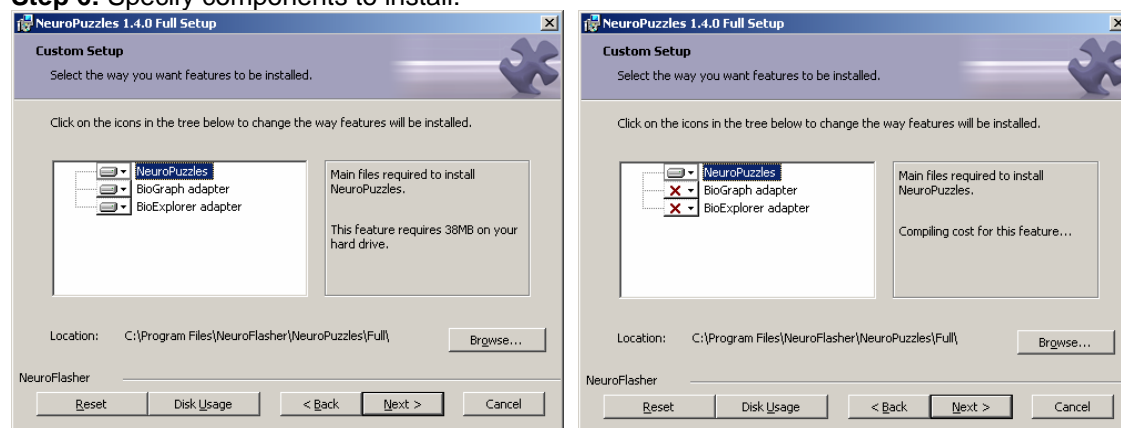 Step 6: Specify components to install.
NeuroPuzzles 1.4.0 Full Setup
Custom Setup
Select the way you want features to be installed.
Click on the icons in the tree below to change the way features will be installed.
NeuroPuzzles
BioGraph adapter
BioExplorer adapter
Main files required to install
NeuroPuzzles.
This feature requires 38MB on your
hard drive.
Location: C:\Program Files\NeuroFlasher\NeuroPuzzles\Full\
Browse...
NeuroFlasher
Reset Disk Usage < Back Next > Cancel
NeuroPuzzles 1.4.0 Full Setup
Custom Setup
Select the way you want features to be installed.
Click on the icons in the tree below to change the way features will be installed.
NeuroPuzzles
BioGraph adapter
BioExplorer adapter
Main files required to install
NeuroPuzzles.
Compiling cost for this feature...
Location: C:\Program Files\NeuroFlasher\NeuroPuzzles\Full\
Browse...
NeuroFlasher
Reset Disk Usage < Back Next > Cancel